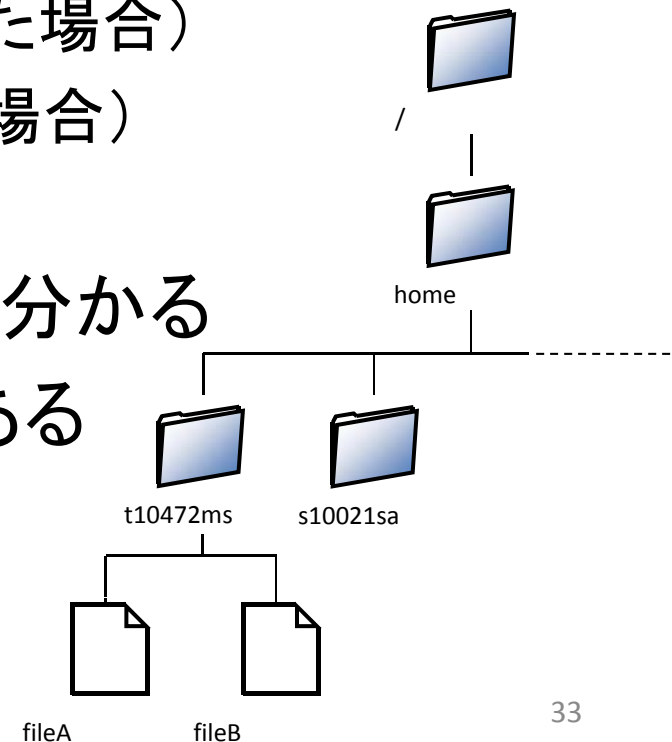 た場合）
場合）
分かる
ある
/
home
t10472ms s10021sa
fileA fileB
33